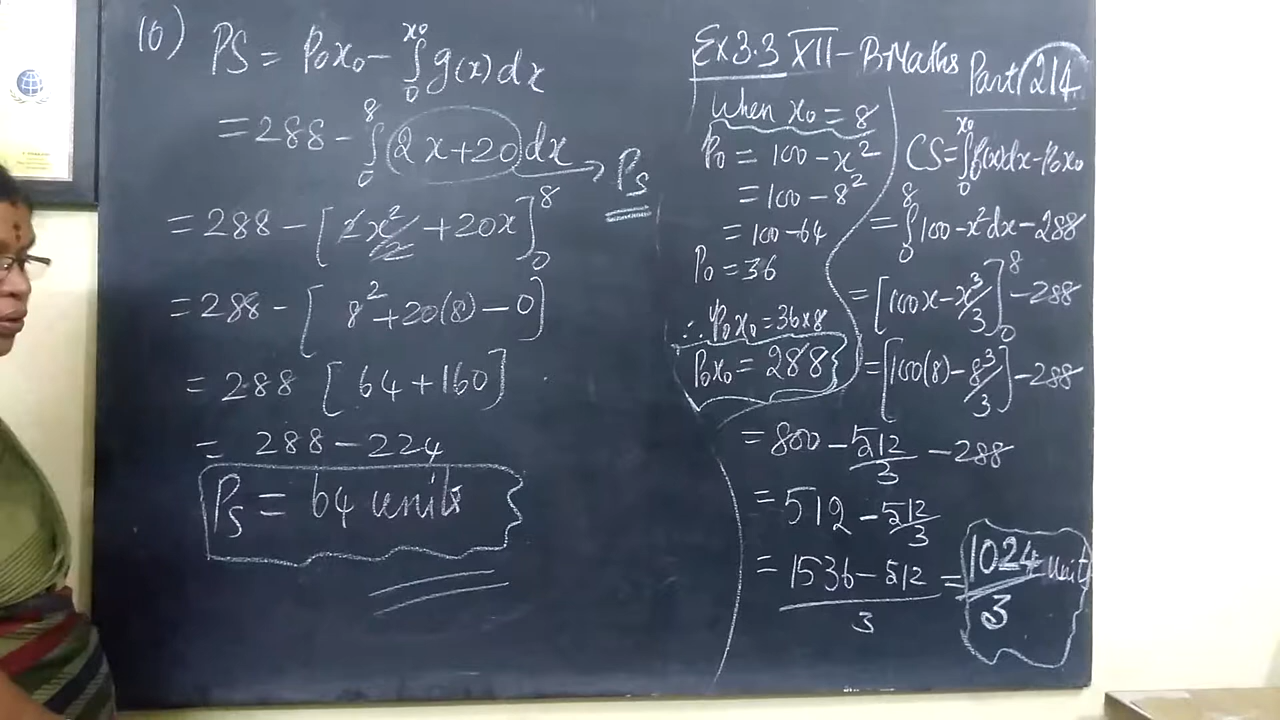 10) PS = P₀x₀ - ∫₀^x₀ g(x)dx
= 288 - ∫₀^8 (2x+20)dx → Ps
= 288 - [2x²/2 + 20x]₀^8
= 288 - [8² + 20(8) - 0]
= 288 [64+160]
= 288 - 224
Ps = 64 units
Ex 3.3 XII - B.Maths Part 214
When x₀ = 8
P₀ = 100 - x²
= 100 - 8²
= 100 - 64
P₀ = 36
∴ P₀x₀ = 36×8
P₀x₀ = 288
CS = ∫₀^x₀ f(x)dx - p₀x₀
= ∫₀^8 100 - x² dx - 288
= [100x - x³/3]₀^8 - 288
= [100(8) - 8³/3] - 288
= 800 - 512/3 - 288
= 512 - 512/3
= (1536 - 512)/3 = 1024/3 units